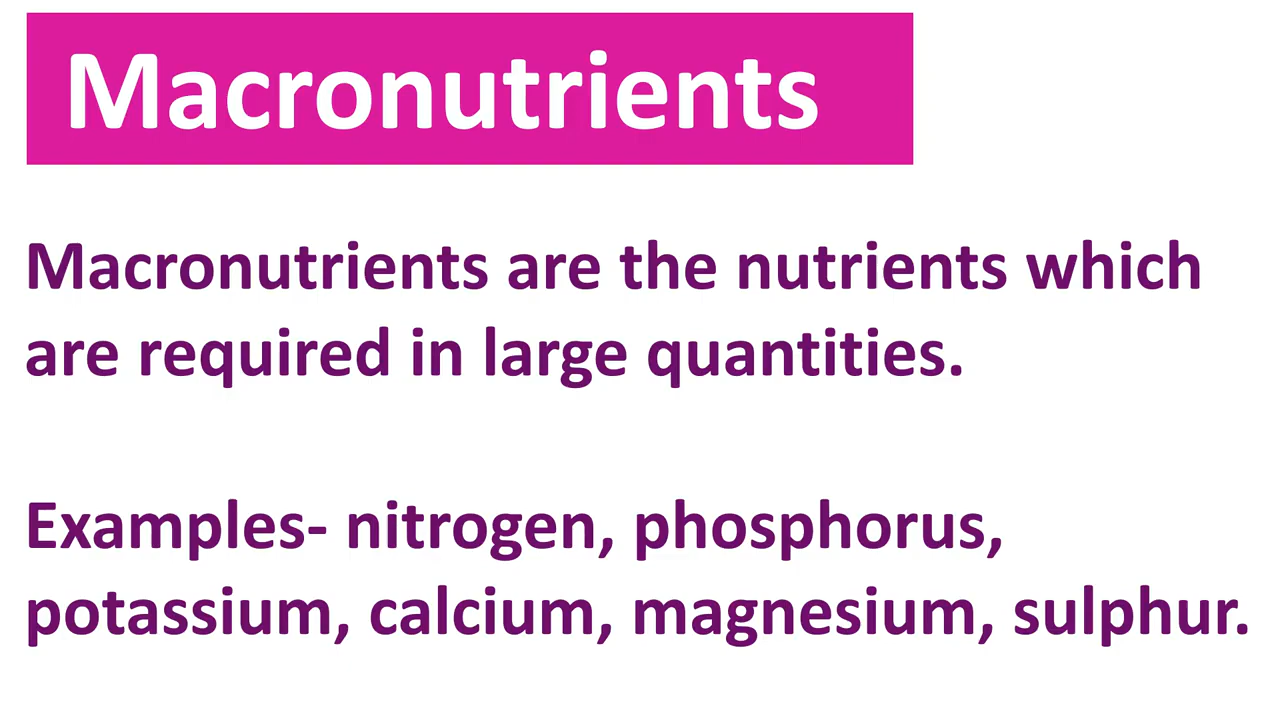 Macronutrients
Macronutrients are the nutrients which
are required in large quantities.
Examples- nitrogen, phosphorus,
potassium, calcium, magnesium, sulphur.